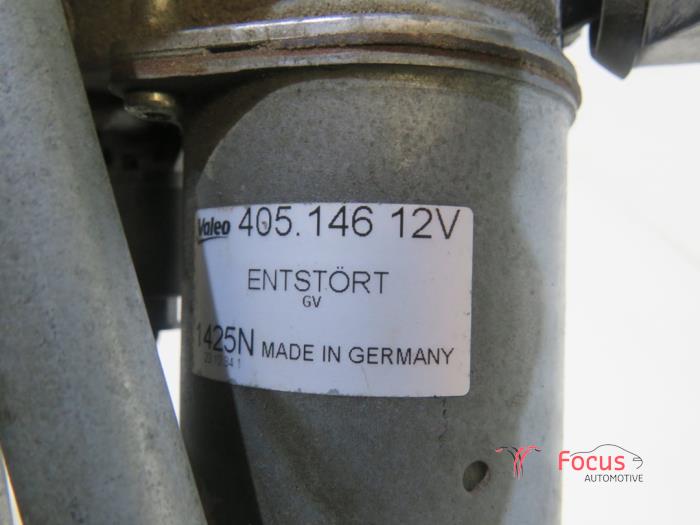 Valeo 405.146 12V
ENTSTÖRT
GV
1425N MADE IN GERMANY
Focus
AUTOMOTIVE